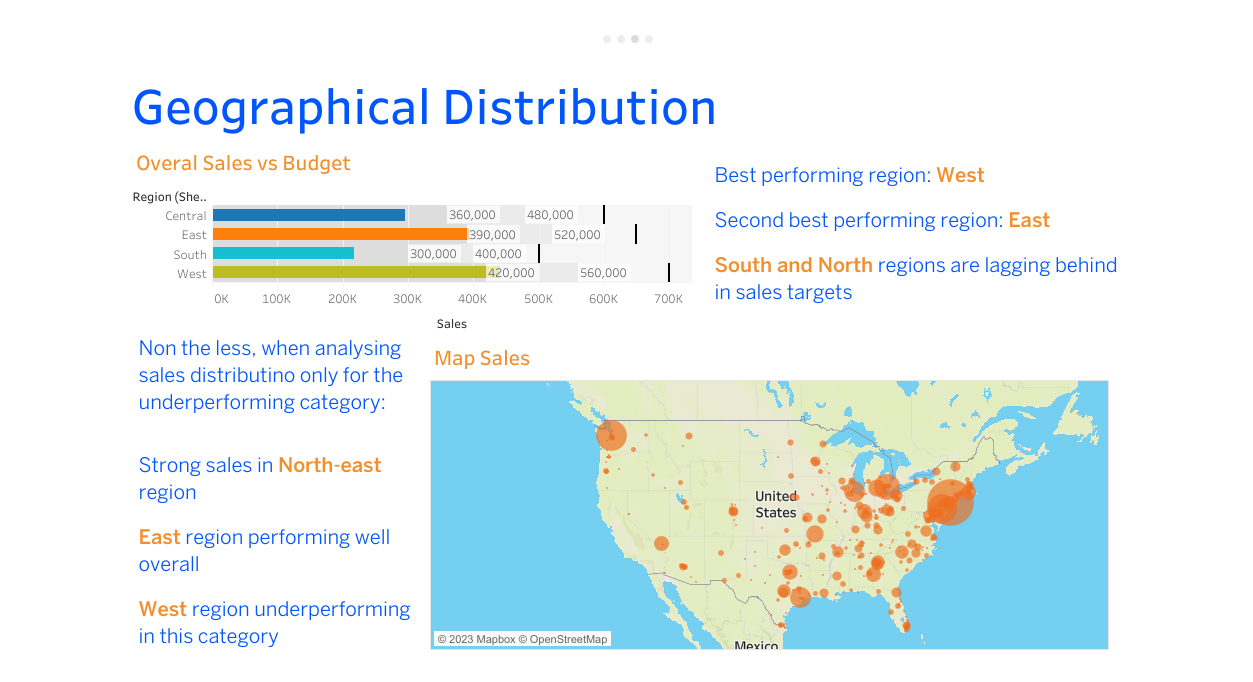 Geographical Distribution
Overal Sales vs Budget
Region (She..
Central 360,000 480,000
East 390,000 520,000
South 300,000 400,000
West 420,000 560,000
0K 100K 200K 300K 400K 500K 600K 700K
Sales
Best performing region: West
Second best performing region: East
South and North regions are lagging behind
in sales targets
Non the less, when analysing
sales distributino only for the
underperforming category:
Strong sales in North-east
region
East region performing well
overall
West region underperforming
in this category
Map Sales
United
States
Mexico
© 2023 Mapbox © OpenStreetMap